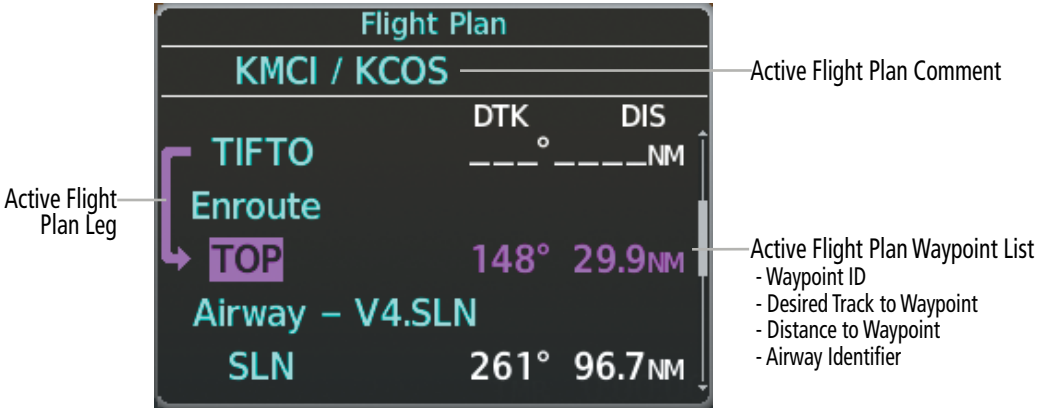 Flight Plan
KMCI / KCOS
Active Flight Plan Comment
DTK DIS
TIFTO ___° ____NM
Active Flight
Plan Leg
Enroute
TOP 148° 29.9NM
Active Flight Plan Waypoint List
- Waypoint ID
- Desired Track to Waypoint
- Distance to Waypoint
- Airway Identifier
Airway – V4.SLN
SLN 261° 96.7NM